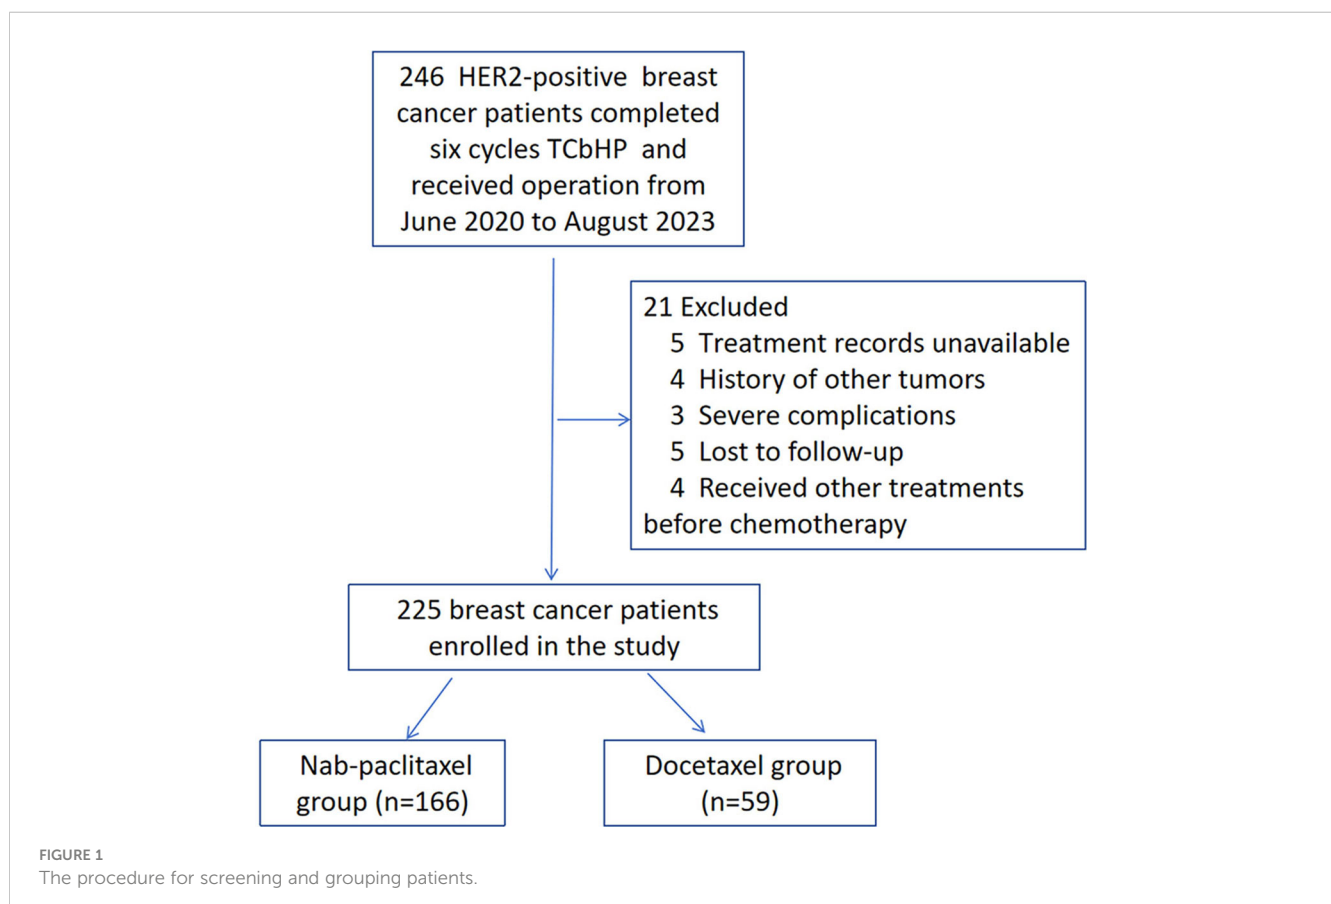 246 HER2-positive breast
cancer patients completed
six cycles TCbHP and
received operation from
June 2020 to August 2023
21 Excluded
5 Treatment records unavailable
4 History of other tumors
3 Severe complications
5 Lost to follow-up
4 Received other treatments
before chemotherapy
225 breast cancer patients
enrolled in the study
Nab-paclitaxel
group (n=166)
Docetaxel group
(n=59)
FIGURE 1
The procedure for screening and grouping patients.